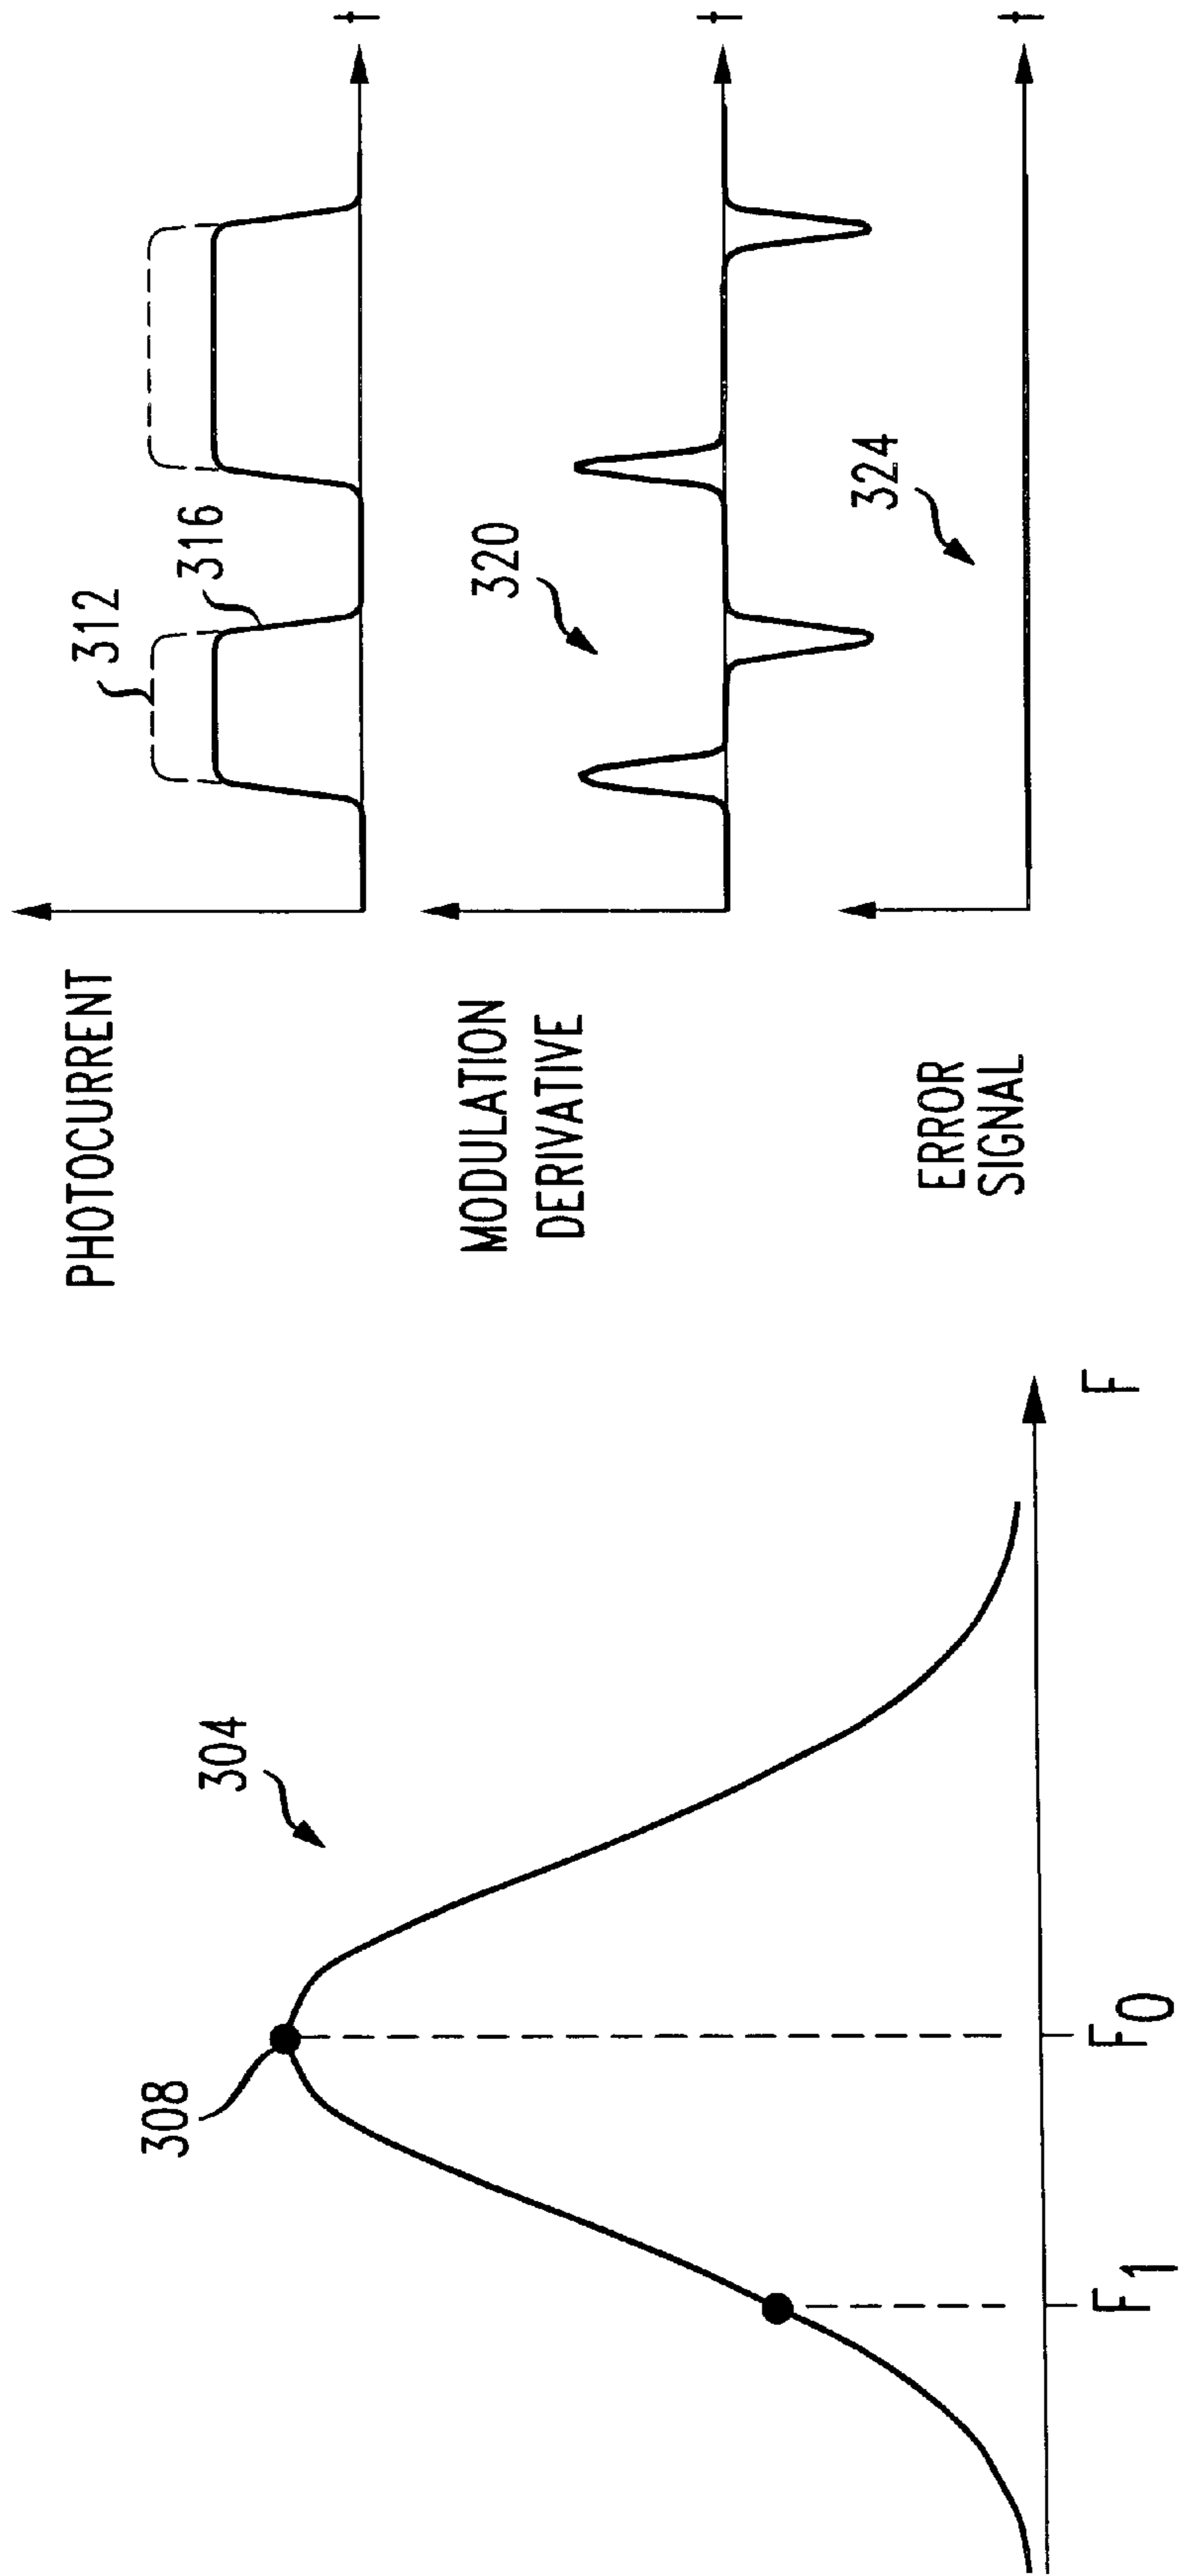 304
308
F
F0
F1
PHOTOCURRENT
312
316
t
MODULATION
DERIVATIVE
320
t
ERROR
SIGNAL
324
t